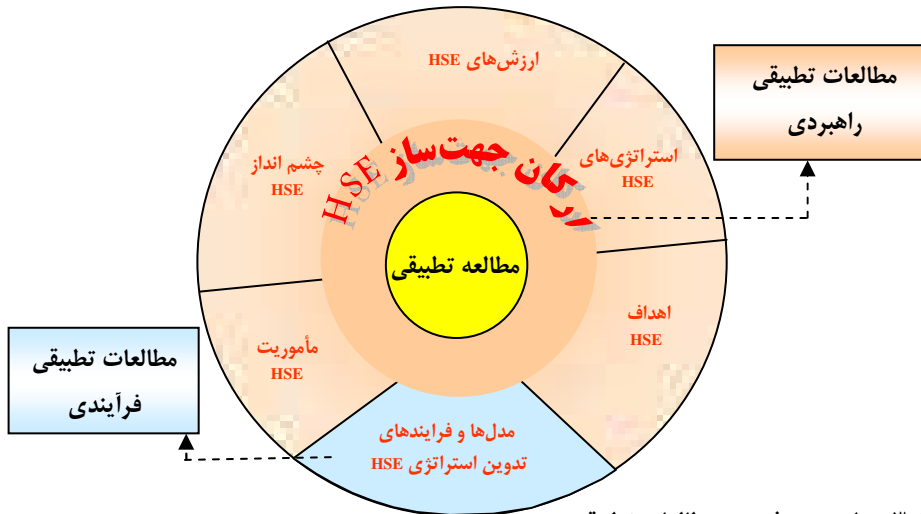 ارزش‌های HSE
مطالعات تطبیقی
راهبردی
استراتژی‌های
HSE
چشم انداز
HSE
ارکان جهت‌ساز HSE
مطالعه تطبیقی
اهداف
HSE
مأموریت
HSE
مطالعات تطبیقی
فرآیندی
مدل‌ها و فرایندهای
تدوین استراتژی HSE